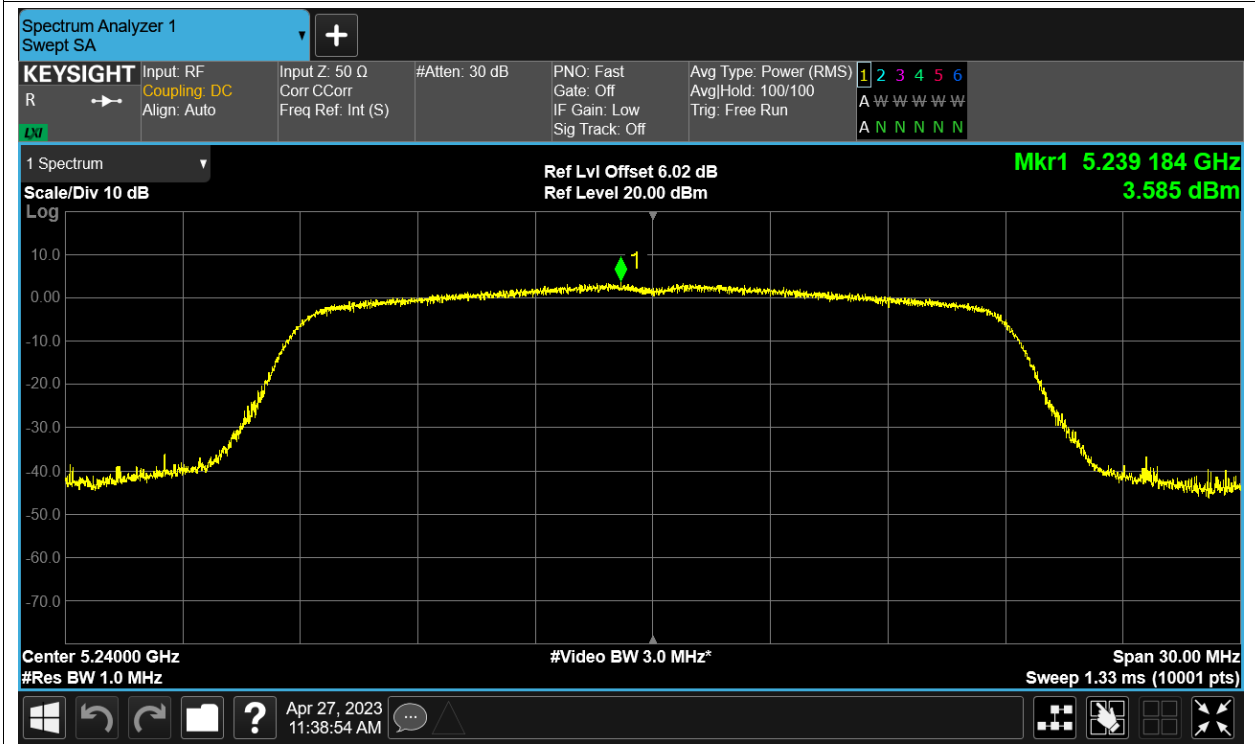 Spectrum Analyzer 1
Swept SA
+
KEYSIGHT
R
LXI
Input: RF
Coupling: DC
Align: Auto
Input Z: 50 Ω
Corr CCorr
Freq Ref: Int (S)
#Atten: 30 dB
PNO: Fast
Gate: Off
IF Gain: Low
Sig Track: Off
Avg Type: Power (RMS)
Avg|Hold: 100/100
Trig: Free Run
1 2 3 4 5 6
A W W W W W
A N N N N N
1 Spectrum
Scale/Div 10 dB
Log
Ref Lvl Offset 6.02 dB
Ref Level 20.00 dBm
Mkr1 5.239 184 GHz
3.585 dBm
1
10.0
0.00
-10.0
-20.0
-30.0
-40.0
-50.0
-60.0
-70.0
Center 5.24000 GHz
#Res BW 1.0 MHz
#Video BW 3.0 MHz*
Span 30.00 MHz
Sweep 1.33 ms (10001 pts)
?
Apr 27, 2023
11:38:54 AM